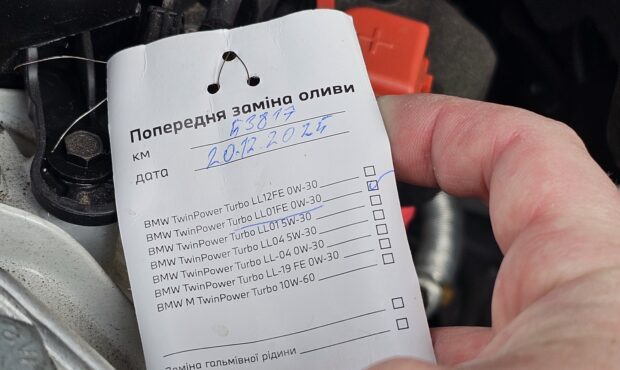 Попередня заміна оливи
км 53817
дата 20.12.2025
BMW TwinPower Turbo LL12FE 0W-30
BMW TwinPower Turbo LL01FE 0W-30
BMW TwinPower Turbo LL01 5W-30
BMW TwinPower Turbo LL04 5W-30
BMW TwinPower Turbo LL-04 0W-30
BMW TwinPower Turbo LL-19 FE 0W-30
BMW M TwinPower Turbo 10W-60
Заміна гальмівної рідини